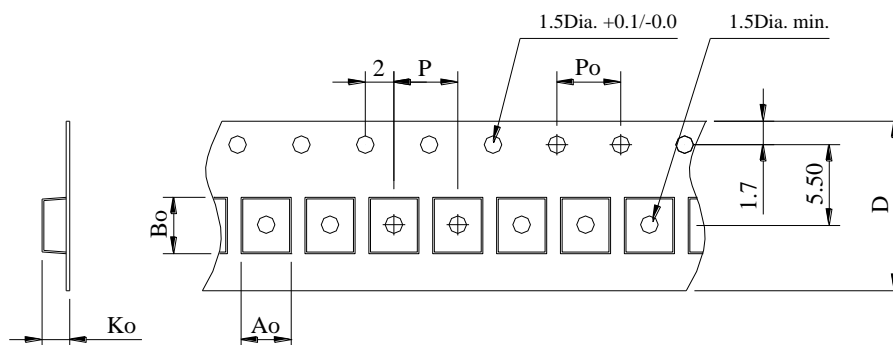 1.5Dia. +0.1/-0.0
1.5Dia. min.
2
P
Po
1.7
5.50
D
Bo
Ko
Ao